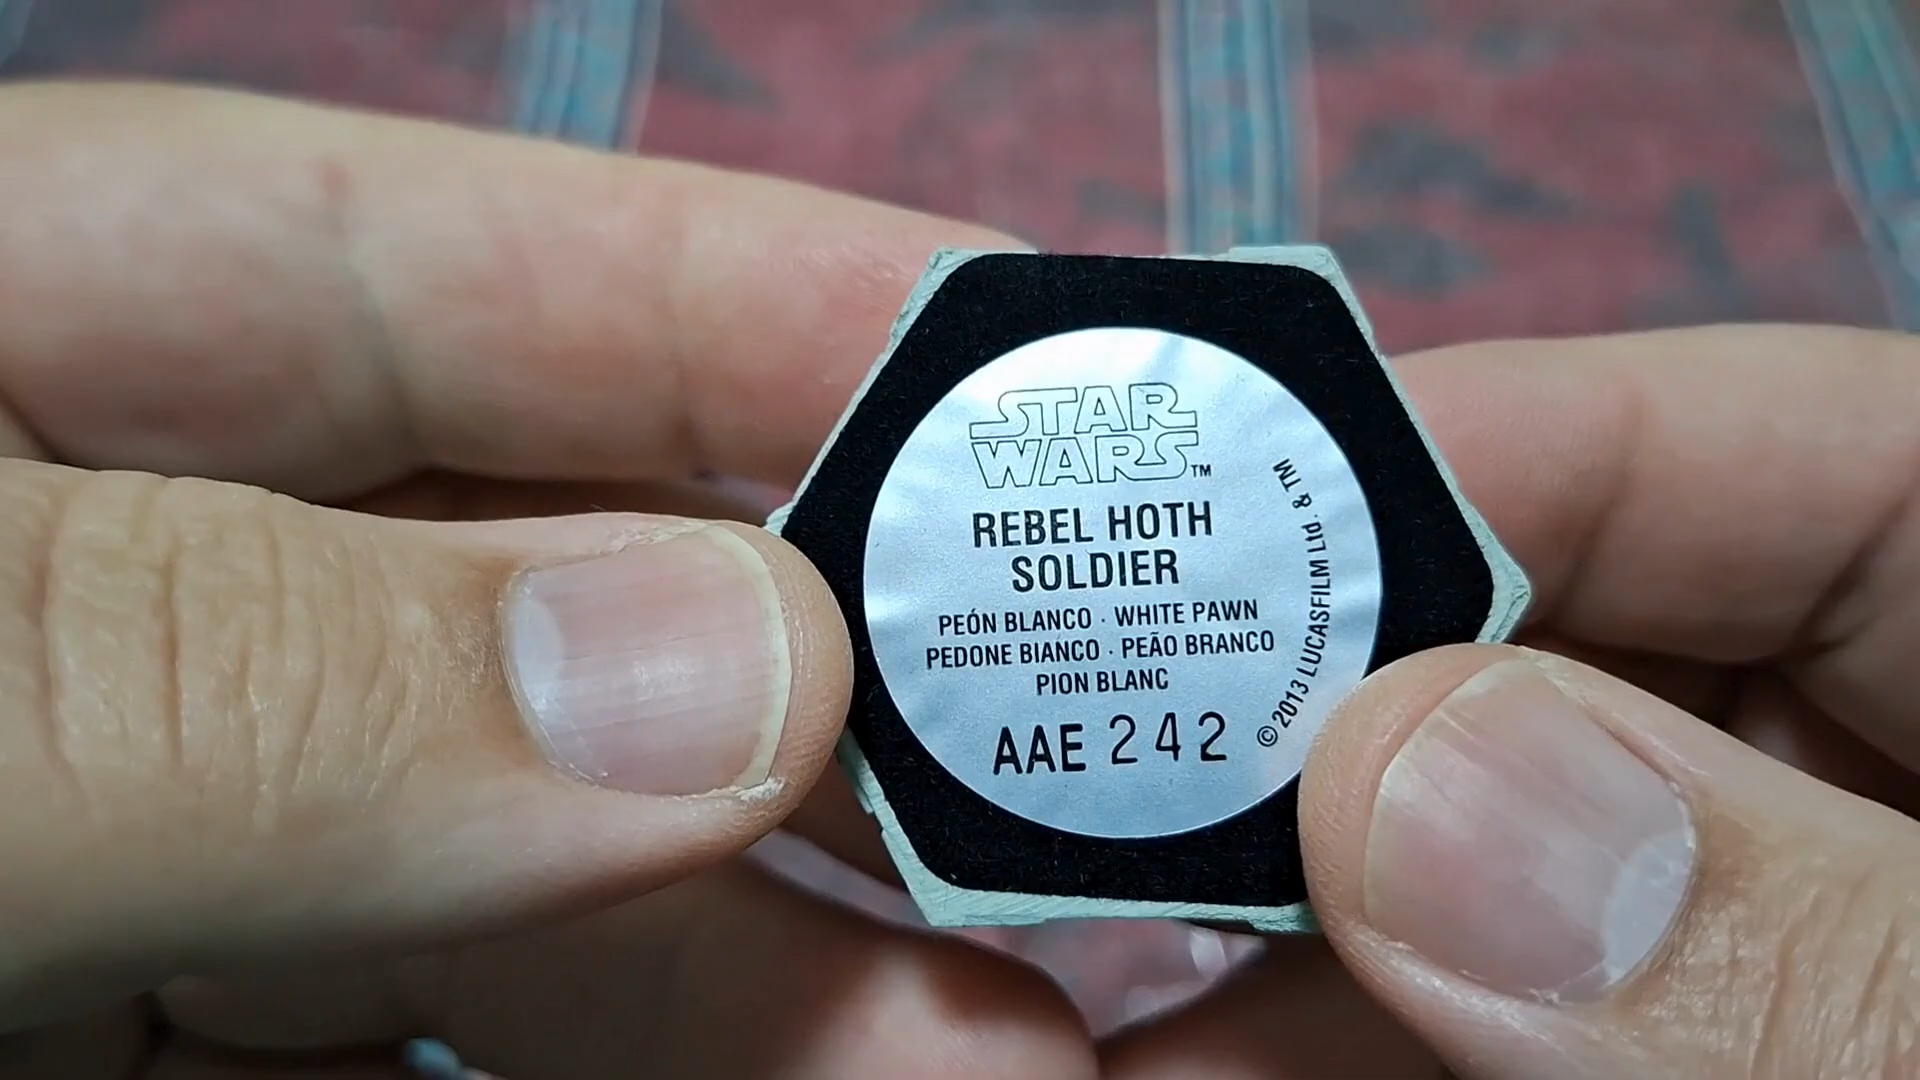 STAR
WARS™
REBEL HOTH
SOLDIER
PEÓN BLANCO · WHITE PAWN
PEDONE BIANCO · PEÃO BRANCO
PION BLANC
AAE 242
© 2013 LUCASFILM Ltd. & TM